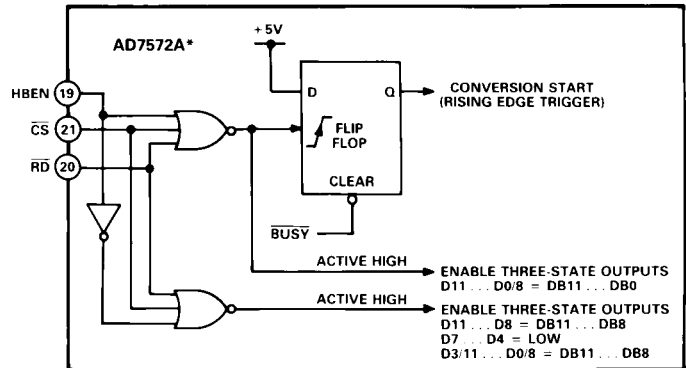 +5V
AD7572A*
HBEN 19
CS 21
RD 20
D Q
FLIP
FLOP
CLEAR
BUSY
CONVERSION START
(RISING EDGE TRIGGER)
ACTIVE HIGH
ENABLE THREE-STATE OUTPUTS
D11 ... D0/8 = DB11 ... DB0
ACTIVE HIGH
ENABLE THREE-STATE OUTPUTS
D11 ... D8 = DB11 ... DB8
D7 ... D4 = LOW
D3/11 ... D0/8 = DB11 ... DB8